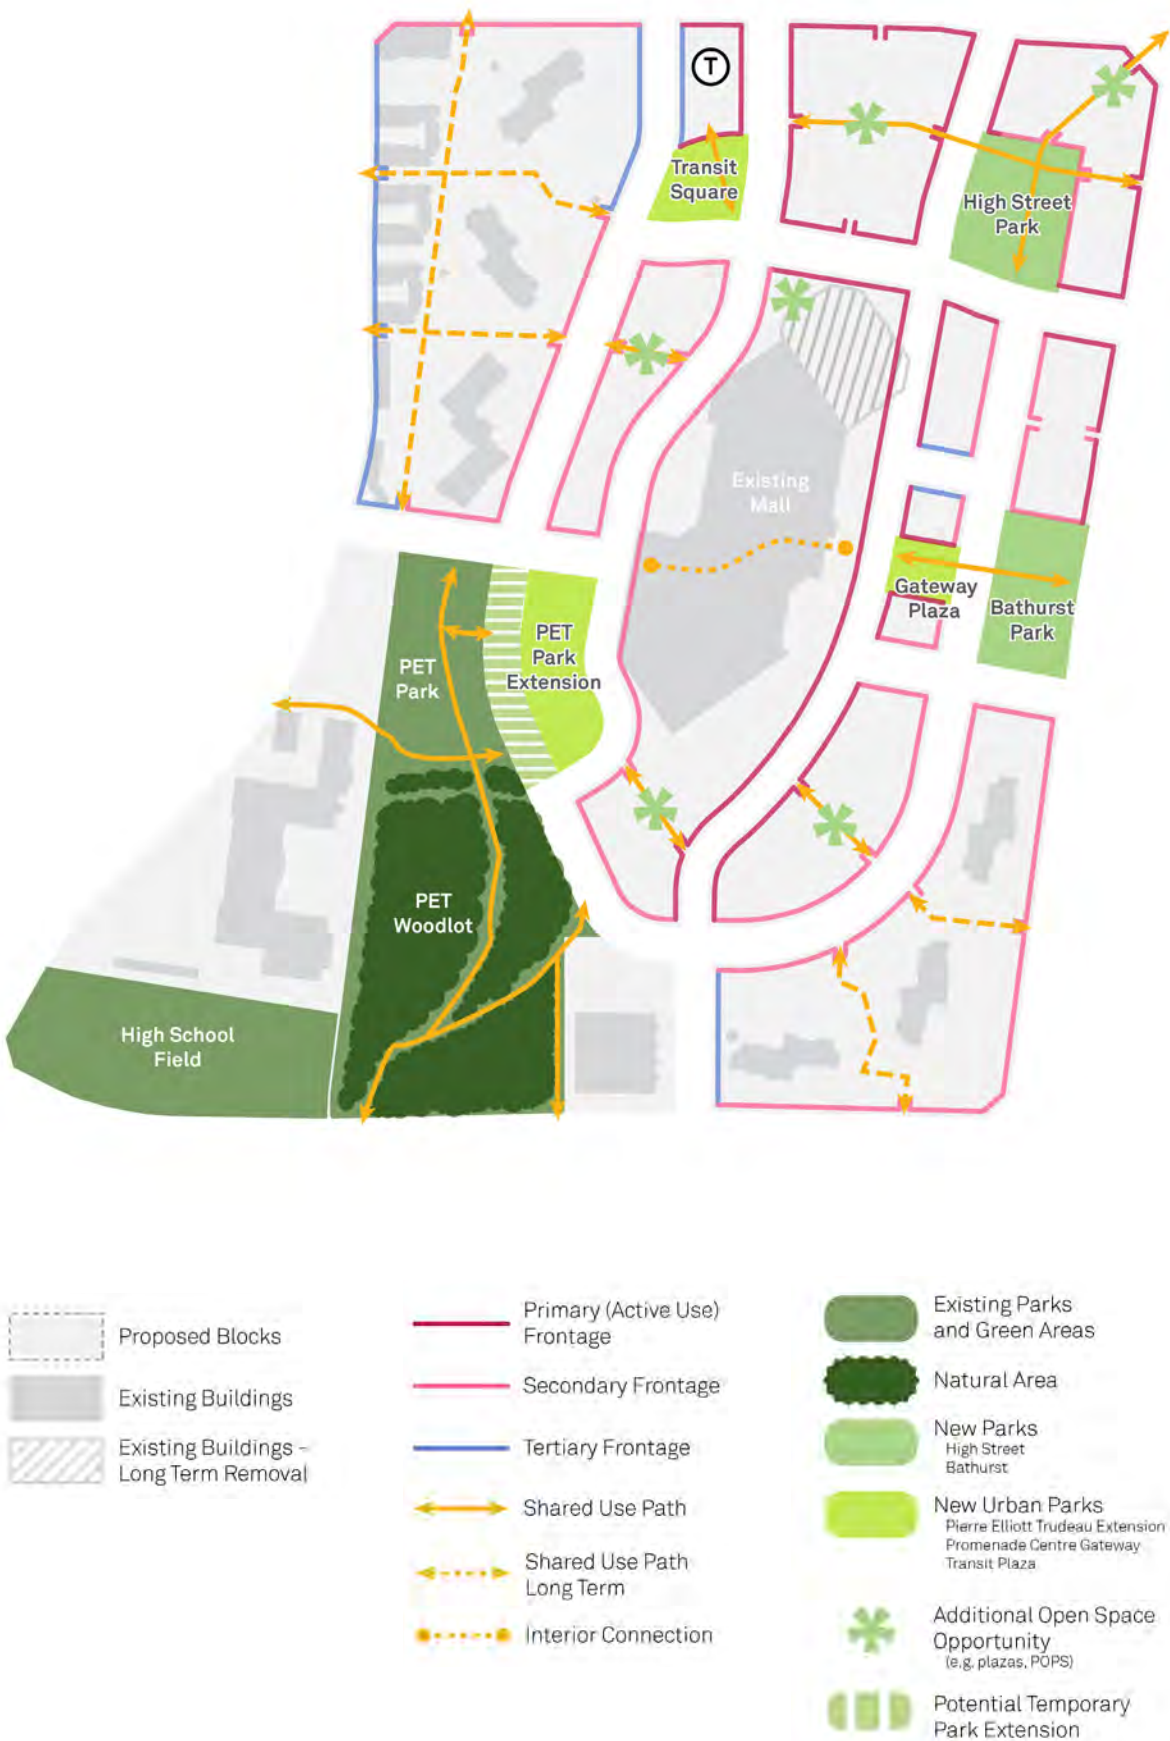 T
Transit
Square
High Street
Park
Existing
Mall
Gateway
Plaza
Bathurst
Park
PET
Park
Extension
PET
Park
PET
Woodlot
High School
Field
Proposed Blocks
Existing Buildings
Existing Buildings –
Long Term Removal
Primary (Active Use)
Frontage
Secondary Frontage
Tertiary Frontage
Shared Use Path
Shared Use Path
Long Term
Interior Connection
Existing Parks
and Green Areas
Natural Area
New Parks
High Street
Bathurst
New Urban Parks
Pierre Elliott Trudeau Extension
Promenade Centre Gateway
Transit Plaza
Additional Open Space
Opportunity
(e.g. plazas, POPS)
Potential Temporary
Park Extension